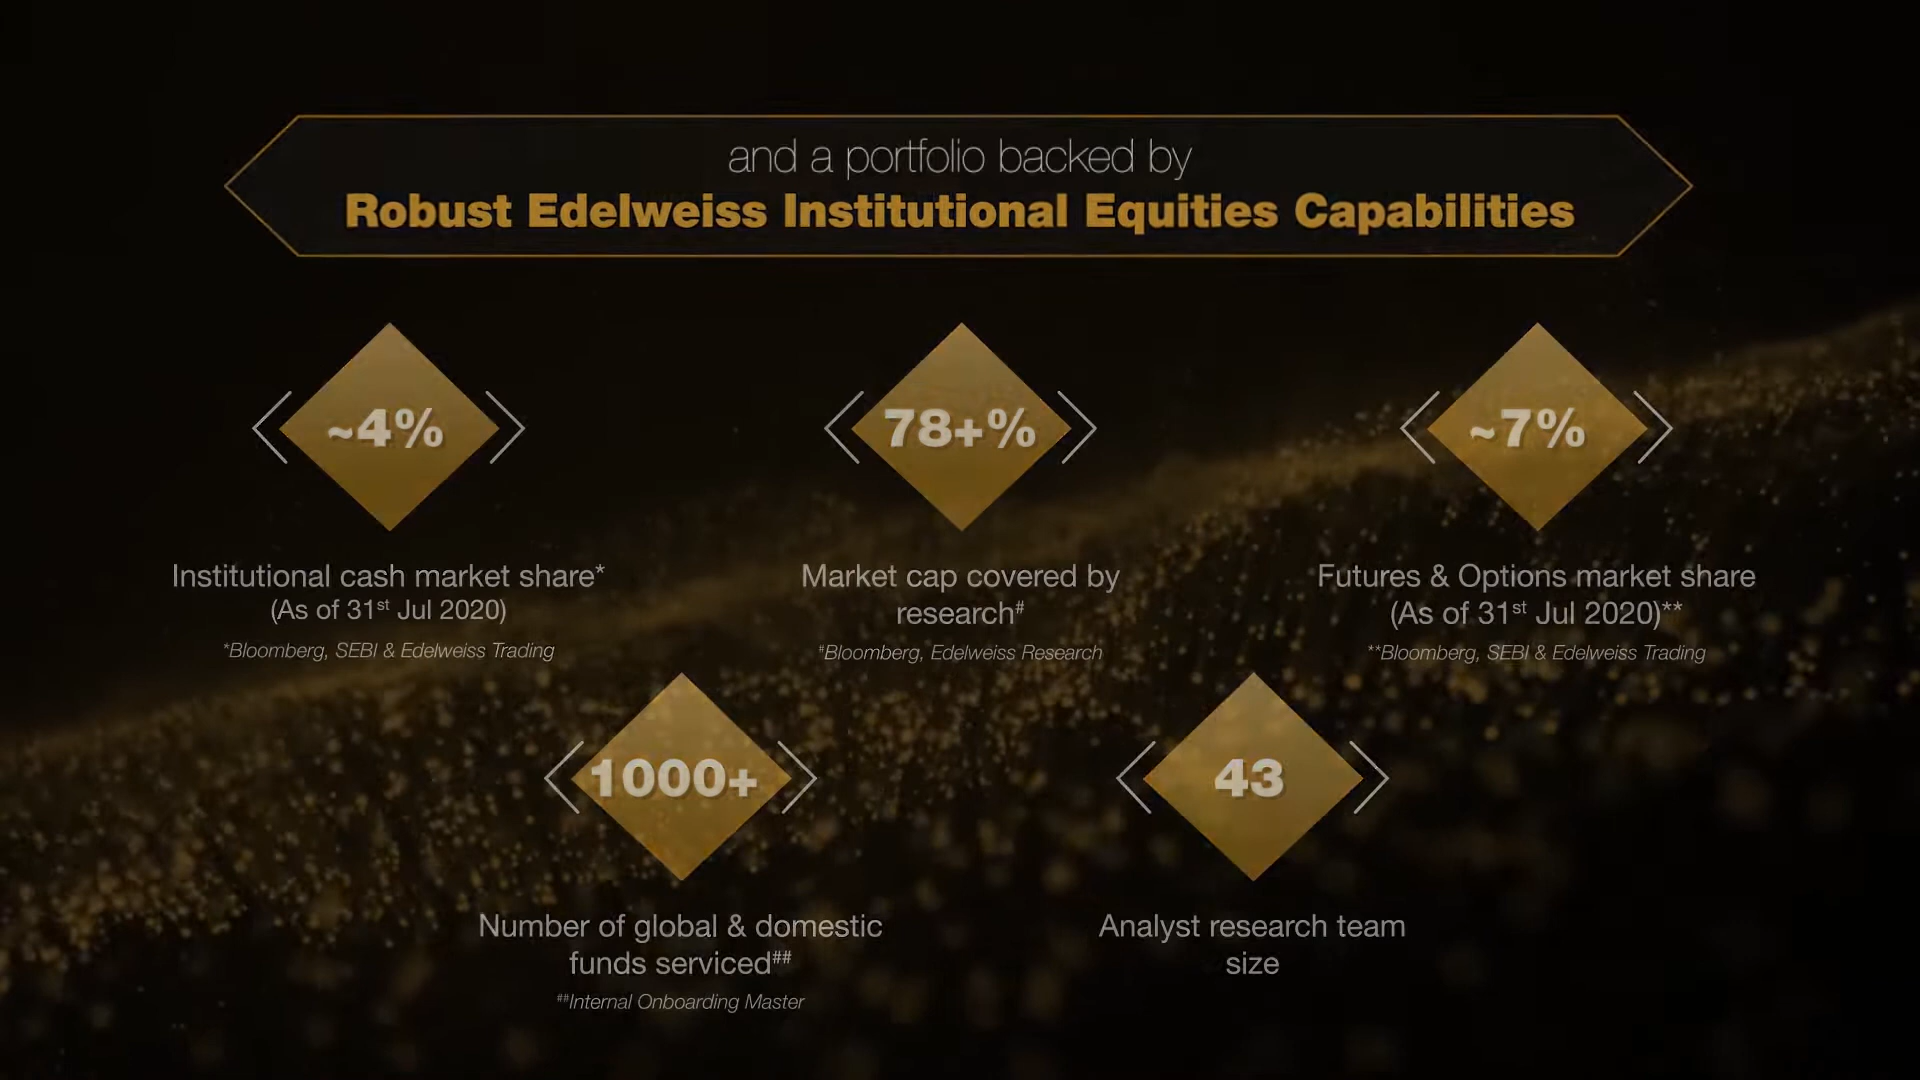 and a portfolio backed by
Robust Edelweiss Institutional Equities Capabilities
~4%
Institutional cash market share*
(As of 31st Jul 2020)
*Bloomberg, SEBI & Edelweiss Trading
78+%
Market cap covered by
research#
#Bloomberg, Edelweiss Research
~7%
Futures & Options market share
(As of 31st Jul 2020)**
**Bloomberg, SEBI & Edelweiss Trading
1000+
Number of global & domestic
funds serviced##
##Internal Onboarding Master
43
Analyst research team
size